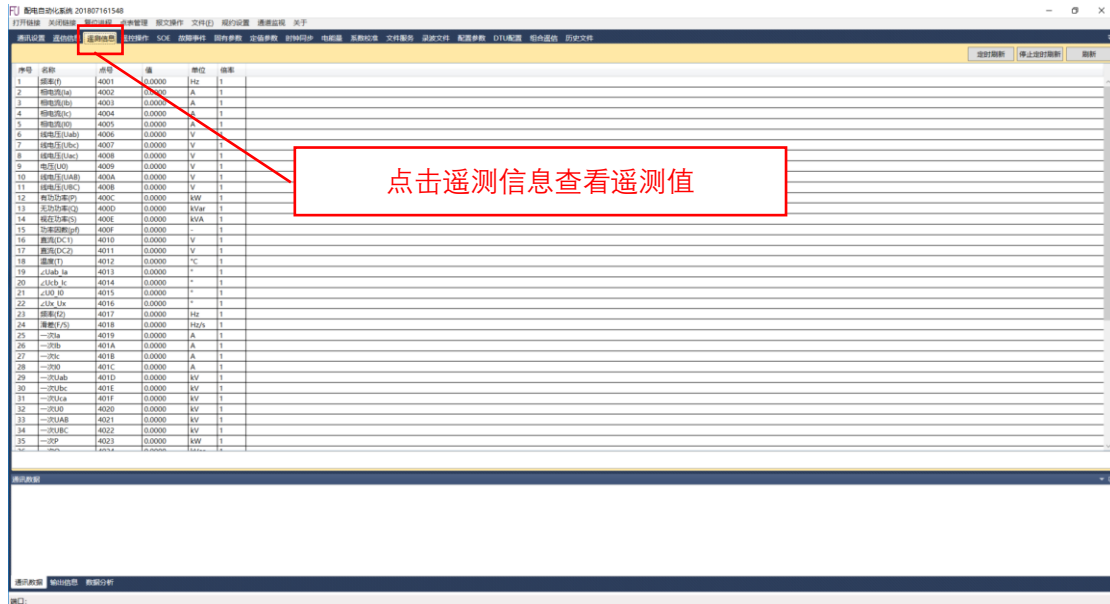 配电自动化系统 201807161548
打开链接 关闭链接 复位进程 点表管理 报文操作 文件(F) 规约设置 通道监视 关于
通讯设置 遥信信息 遥测信息 遥控操作 SOE 故障事件 固有参数 定值参数 时钟同步 电能量 系数校准 文件服务 录波文件 配置参数 DTU配置 组合遥信 历史文件
定时刷新 停止定时刷新 刷新
序号 名称 点号 值 单位 倍率
1 频率(f) 4001 0.0000 Hz 1
2 相电流(Ia) 4002 0.0000 A 1
3 相电流(Ib) 4003 0.0000 A 1
4 相电流(Ic) 4004 0.0000 A 1
5 相电流(I0) 4005 0.0000 A 1
6 线电压(Uab) 4006 0.0000 V 1
7 线电压(Ubc) 4007 0.0000 V 1
8 线电压(Uac) 4008 0.0000 V 1
9 电压(U0) 4009 0.0000 V 1
10 线电压(UAB) 400A 0.0000 V 1
11 线电压(UBC) 400B 0.0000 V 1
12 有功功率(P) 400C 0.0000 kW 1
13 无功功率(Q) 400D 0.0000 kVar 1
14 视在功率(S) 400E 0.0000 kVA 1
15 功率因数(pf) 400F 0.0000 - 1
16 直流(DC1) 4010 0.0000 V 1
17 直流(DC2) 4011 0.0000 V 1
18 温度(T) 4012 0.0000 °C 1
19 ∠Uab_Ia 4013 0.0000 ° 1
20 ∠Ucb_Ic 4014 0.0000 ° 1
21 ∠U0_I0 4015 0.0000 ° 1
22 ∠Ux_Ux 4016 0.0000 ° 1
23 频率(f2) 4017 0.0000 Hz 1
24 滑差(F/S) 4018 0.0000 Hz/s 1
25 一次Ia 4019 0.0000 A 1
26 一次Ib 401A 0.0000 A 1
27 一次Ic 401B 0.0000 A 1
28 一次I0 401C 0.0000 A 1
29 一次Uab 401D 0.0000 kV 1
30 一次Ubc 401E 0.0000 kV 1
31 一次Uca 401F 0.0000 kV 1
32 一次U0 4020 0.0000 kV 1
33 一次UAB 4021 0.0000 kV 1
34 一次UBC 4022 0.0000 kV 1
35 一次P 4023 0.0000 kW 1
点击遥测信息查看遥测值
通讯数据
通讯数据 输出信息 数据分析
端口: